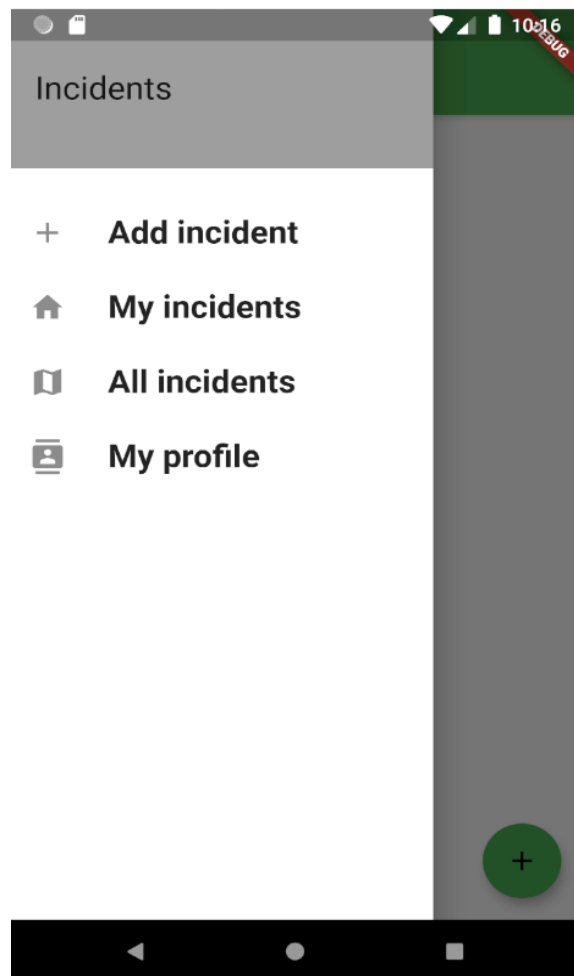 10:16
DEBUG
Incidents
Add incident
My incidents
All incidents
My profile